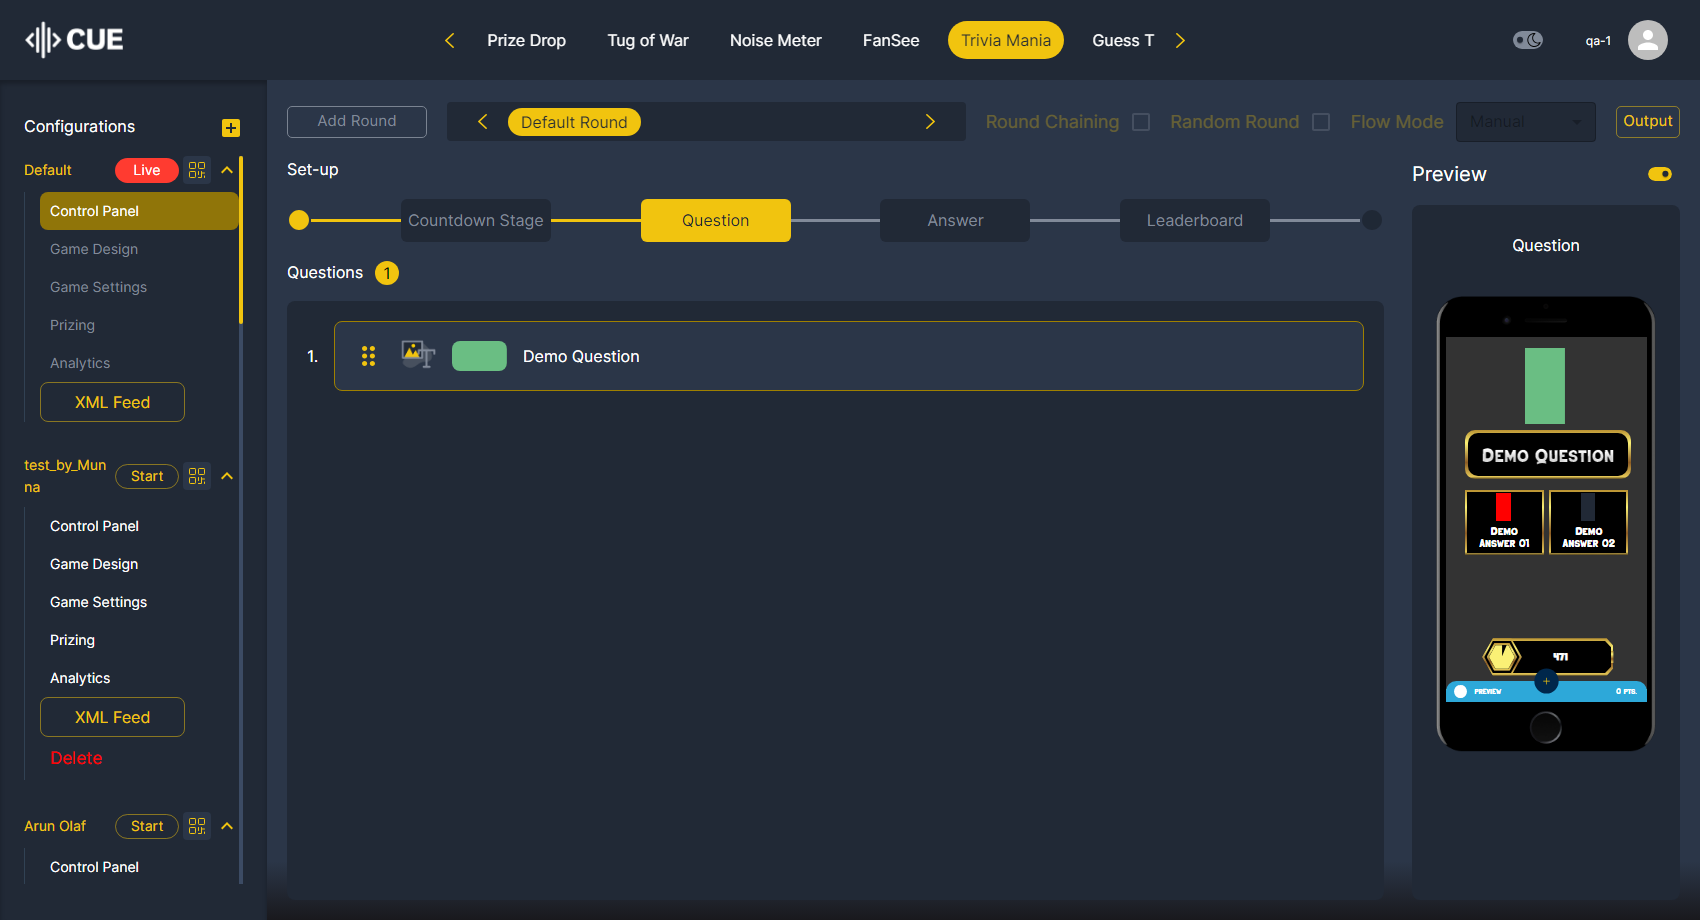 CUE
Prize Drop
Tug of War
Noise Meter
FanSee
Trivia Mania
Guess T
qa-1
Configurations
Default
Live
Control Panel
Game Design
Game Settings
Prizing
Analytics
XML Feed
test_by_Mun
na
Start
Control Panel
Game Design
Game Settings
Prizing
Analytics
XML Feed
Delete
Arun Olaf
Start
Control Panel
Add Round
Default Round
Round Chaining
Random Round
Flow Mode
Manual
Output
Set-up
Countdown Stage
Question
Answer
Leaderboard
Questions 1
1.
Demo Question
Preview
Question
Demo Question
Demo
Answer 01
Demo
Answer 02
471
PREVIEW
0 PTS.